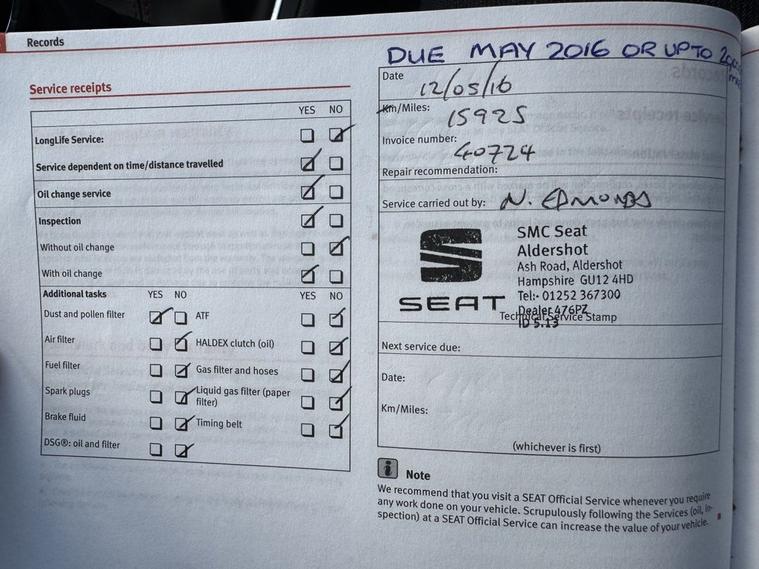 Records
Service receipts
YES NO
LongLife Service:
Service dependent on time/distance travelled
Oil change service
Inspection
Without oil change
With oil change
Additional tasks YES NO YES NO
Dust and pollen filter ATF
Air filter HALDEX clutch (oil)
Fuel filter Gas filter and hoses
Spark plugs Liquid gas filter (paper
filter)
Brake fluid Timing belt
DSG®: oil and filter
DUE MAY 2016 OR UP TO
Date 12/05/16
Km/Miles: 15925
Invoice number: 40724
Repair recommendation:
Service carried out by: N. EDMONDS
SEAT
SMC Seat
Aldershot
Ash Road, Aldershot
Hampshire GU12 4HD
Tel:- 01252 367300
Dealer 476PZ
Technical Service Stamp
ID 5.13
Next service due:
Date:
Km/Miles:
(whichever is first)
i Note
We recommend that you visit a SEAT Official Service whenever you require
any work done on your vehicle. Scrupulously following the Services (oil, in-
spection) at a SEAT Official Service can increase the value of your vehicle.